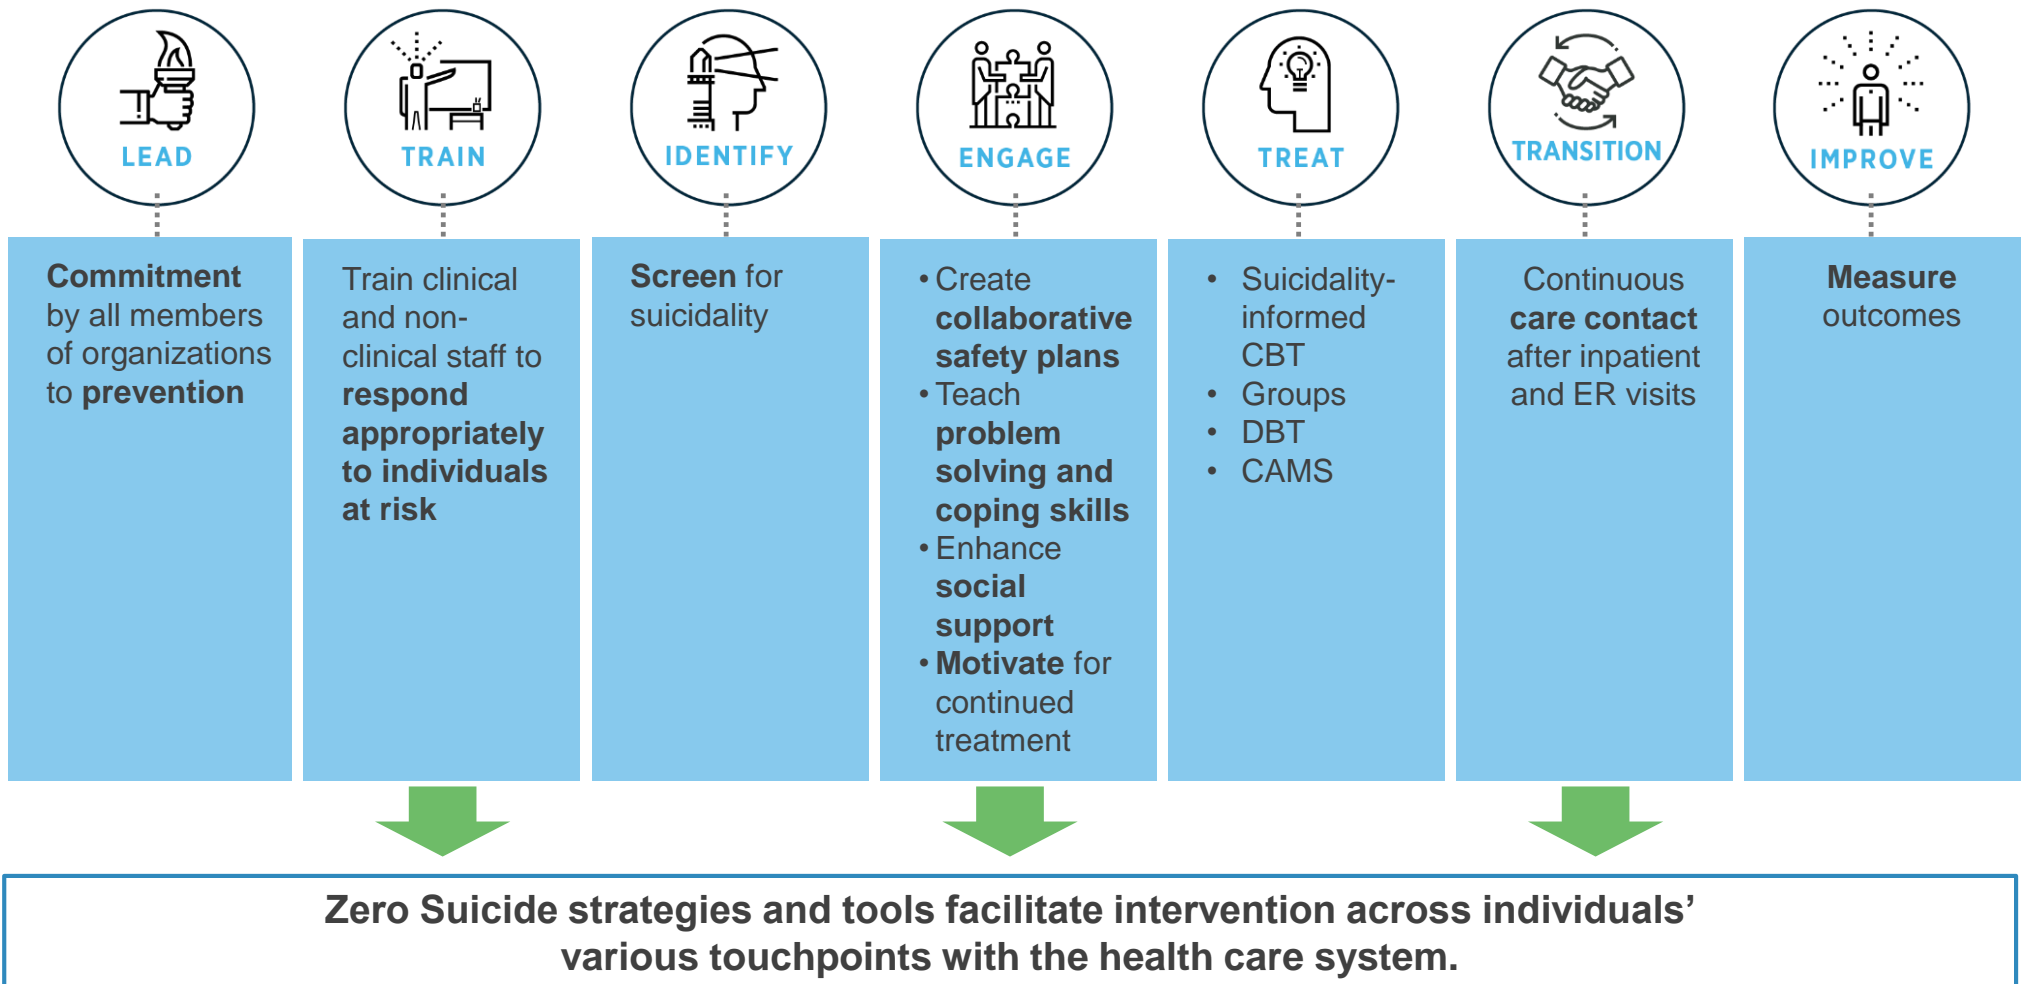 LEAD
Commitment
by all members
of organizations
to prevention
TRAIN
Train clinical
and non-
clinical staff to
respond
appropriately
to individuals
at risk
IDENTIFY
Screen for
suicidality
ENGAGE
• Create
collaborative
safety plans
• Teach
problem
solving and
coping skills
• Enhance
social
support
• Motivate for
continued
treatment
TREAT
• Suicidality-
informed
CBT
• Groups
• DBT
• CAMS
TRANSITION
Continuous
care contact
after inpatient
and ER visits
IMPROVE
Measure
outcomes
Zero Suicide strategies and tools facilitate intervention across individuals’
various touchpoints with the health care system.